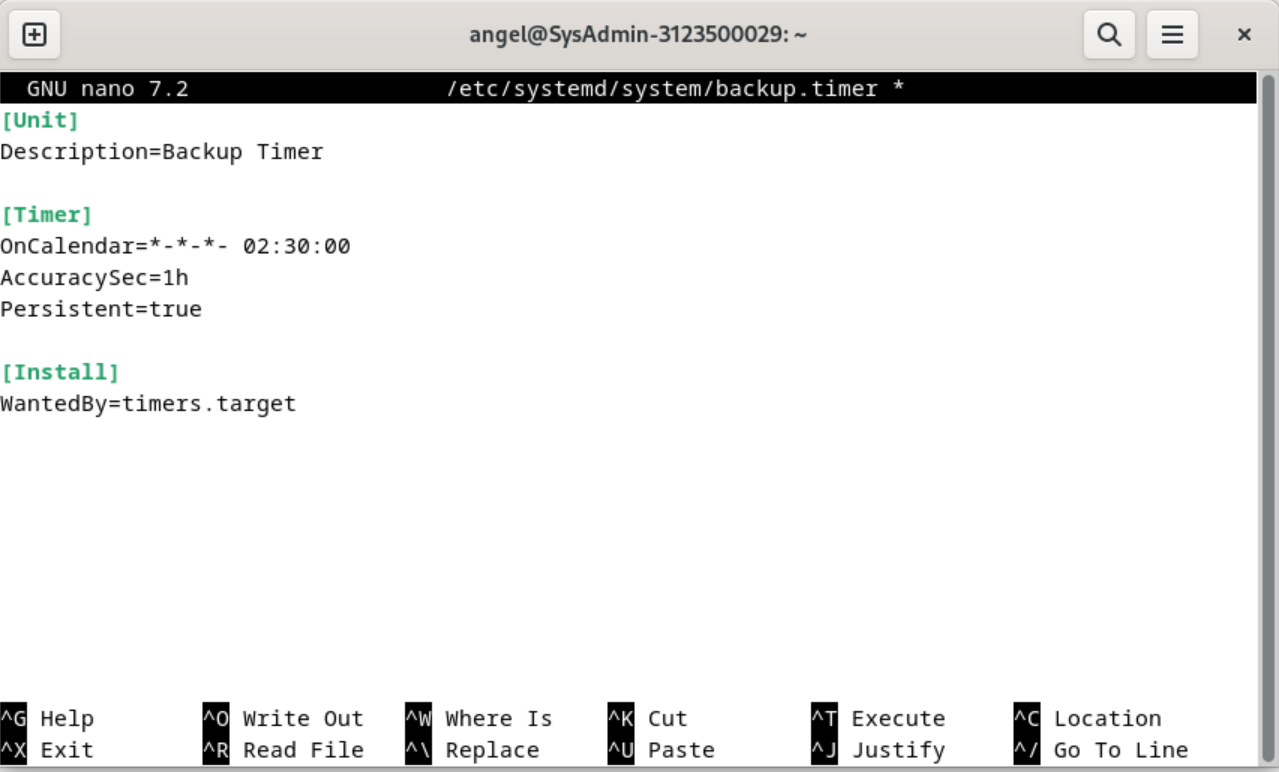 angel@SysAdmin-3123500029: ~
GNU nano 7.2 /etc/systemd/system/backup.timer *
[Unit]
Description=Backup Timer
[Timer]
OnCalendar=*-*-*- 02:30:00
AccuracySec=1h
Persistent=true
[Install]
WantedBy=timers.target
^G Help ^O Write Out ^W Where Is ^K Cut ^T Execute ^C Location
^X Exit ^R Read File ^\ Replace ^U Paste ^J Justify ^/ Go To Line